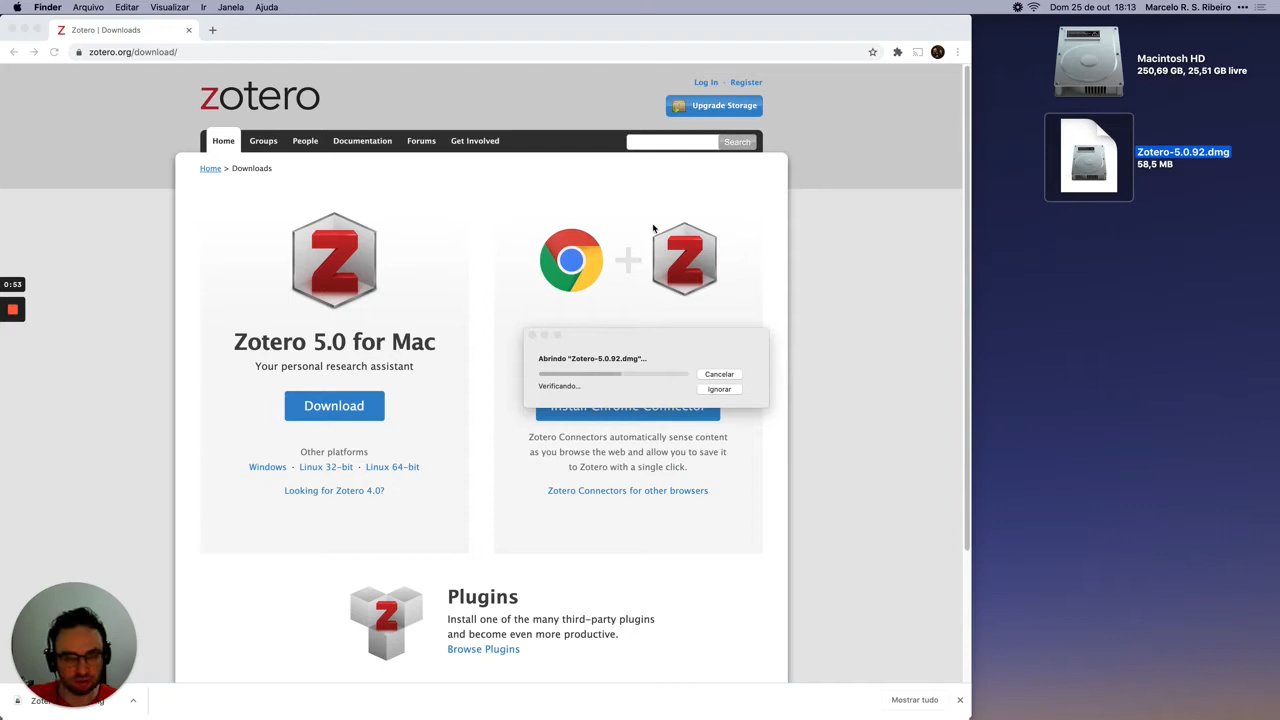 Finder Arquivo Editar Visualizar Ir Janela Ajuda
Dom 25 de out 18:13 Marcelo R. S. Ribeiro
Zotero | Downloads
zotero.org/download/
zotero
Log In · Register
Upgrade Storage
Home Groups People Documentation Forums Get Involved
Search
Home > Downloads
Zotero 5.0 for Mac
Your personal research assistant
Download
Other platforms
Windows · Linux 32-bit · Linux 64-bit
Looking for Zotero 4.0?
Abrindo "Zotero-5.0.92.dmg"...
Cancelar
Verificando...
Ignorar
Install Chrome Connector
Zotero Connectors automatically sense content
as you browse the web and allow you to save it
to Zotero with a single click.
Zotero Connectors for other browsers
Plugins
Install one of the many third-party plugins
and become even more productive.
Browse Plugins
Macintosh HD
250,69 GB, 25,51 GB livre
Zotero-5.0.92.dmg
58,5 MB
0:53
Mostrar tudo